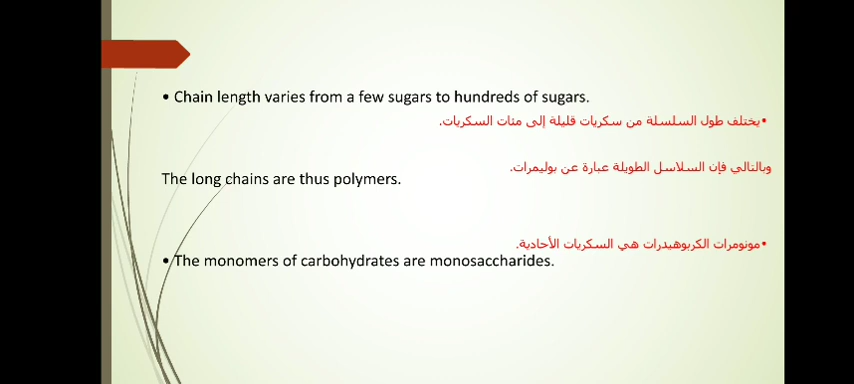 • Chain length varies from a few sugars to hundreds of sugars.
•يختلف طول السلسلة من سكريات قليلة إلى مئات السكريات.
وبالتالي فإن السلاسل الطويلة عبارة عن بوليمرات.
The long chains are thus polymers.
•مونومرات الكربوهيدرات هي السكريات الأحادية.
• The monomers of carbohydrates are monosaccharides.